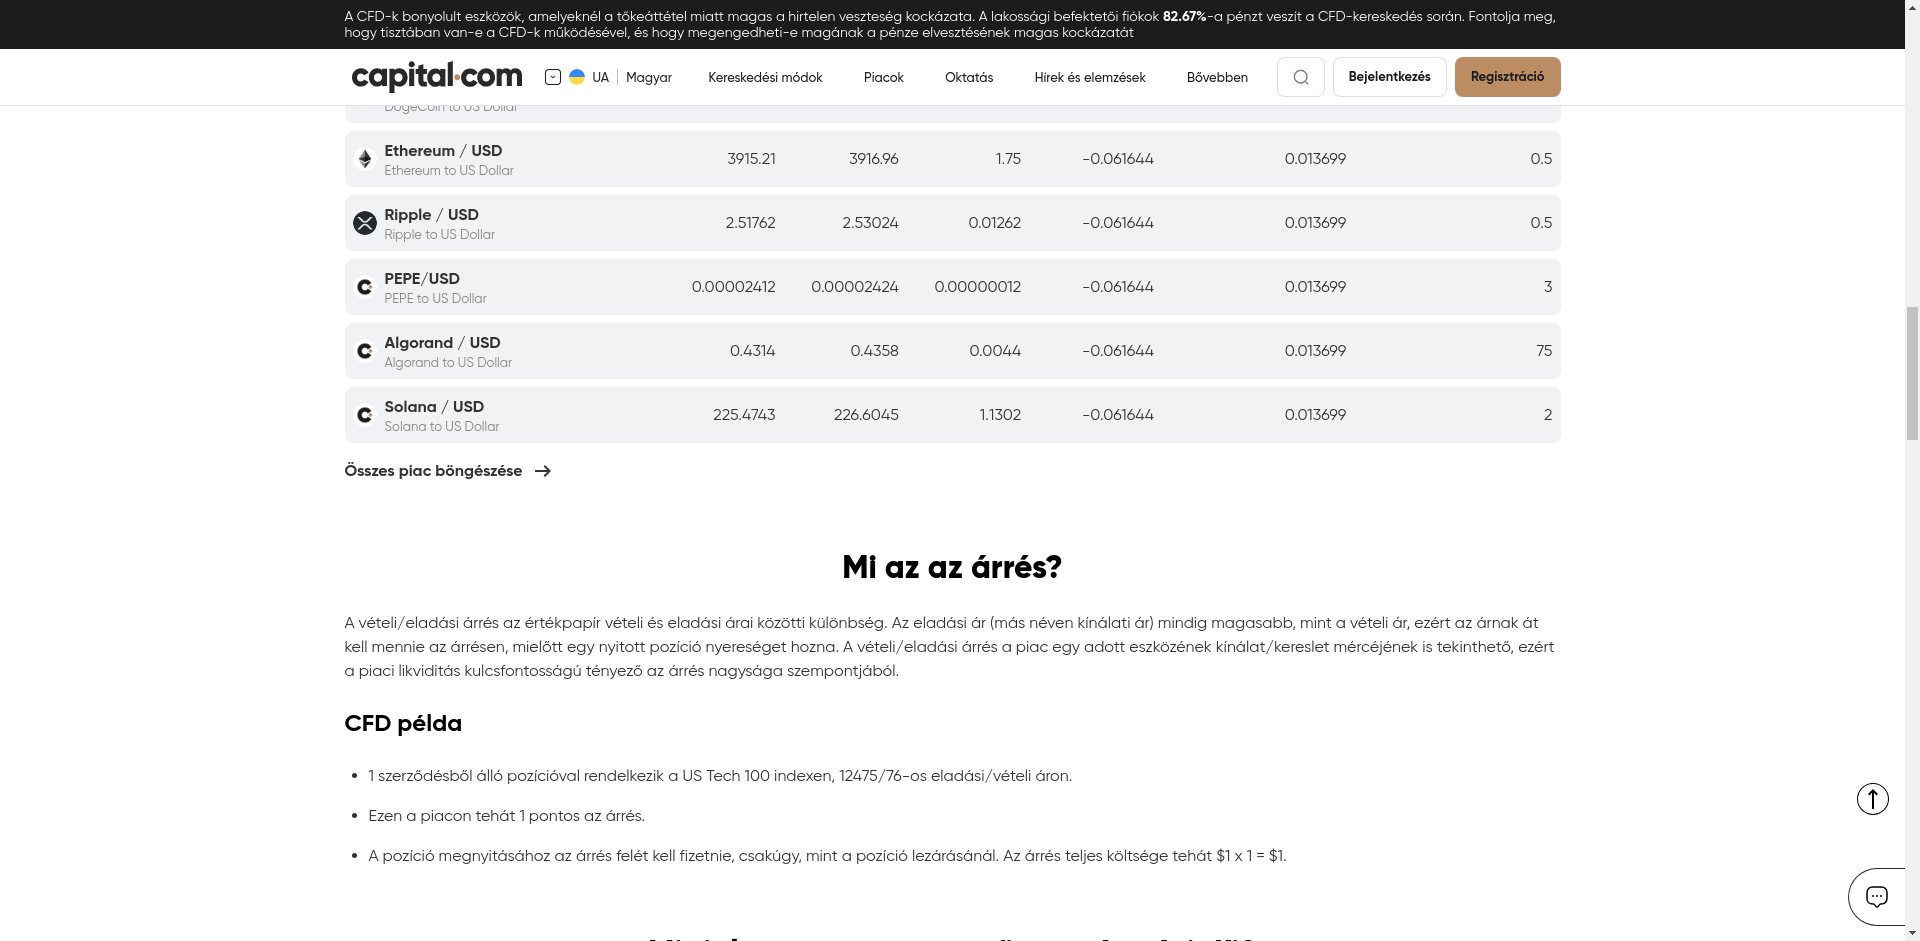 A CFD-k bonyolult eszközök, amelyeknél a tőkeáttétel miatt magas a hirtelen veszteség kockázata. A lakossági befektetői fiókok 82.67%-a pénzt veszít a CFD-kereskedés során. Fontolja meg,
hogy tisztában van-e a CFD-k működésével, és hogy megengedheti-e magának a pénze elvesztésének magas kockázatát
capital.com UA Magyar Kereskedési módok Piacok Oktatás Hírek és elemzések Bővebben Bejelentkezés Regisztráció
DogeCoin to US Dollar
Ethereum / USD 3915.21 3916.96 1.75 -0.061644 0.013699 0.5
Ethereum to US Dollar
Ripple / USD 2.51762 2.53024 0.01262 -0.061644 0.013699 0.5
Ripple to US Dollar
PEPE/USD 0.00002412 0.00002424 0.00000012 -0.061644 0.013699 3
PEPE to US Dollar
Algorand / USD 0.4314 0.4358 0.0044 -0.061644 0.013699 75
Algorand to US Dollar
Solana / USD 225.4743 226.6045 1.1302 -0.061644 0.013699 2
Solana to US Dollar
Összes piac böngészése
Mi az az árrés?
A vételi/eladási árrés az értékpapír vételi és eladási árai közötti különbség. Az eladási ár (más néven kínálati ár) mindig magasabb, mint a vételi ár, ezért az árnak át
kell mennie az árrésen, mielőtt egy nyitott pozíció nyereséget hozna. A vételi/eladási árrés a piac egy adott eszközének kínálat/kereslet mércéjének is tekinthető, ezért
a piaci likviditás kulcsfontosságú tényező az árrés nagysága szempontjából.
CFD példa
1 szerződésből álló pozícióval rendelkezik a US Tech 100 indexen, 12475/76-os eladási/vételi áron.
Ezen a piacon tehát 1 pontos az árrés.
A pozíció megnyitásához az árrés felét kell fizetnie, csakúgy, mint a pozíció lezárásánál. Az árrés teljes költsége tehát $1 x 1 = $1.